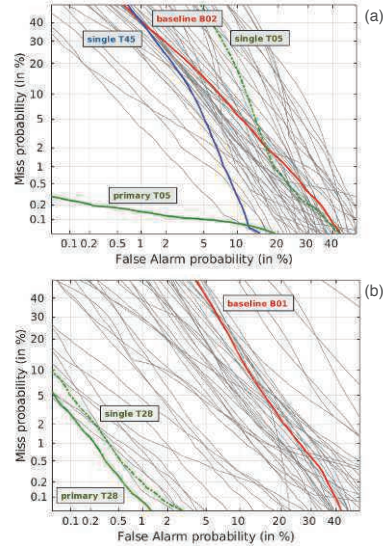 (a)
baseline B02
single T45
single T05
primary T05
Miss probability (in %)
40
20
10
5
2
1
0.5
0.2
0.1
0.1 0.2 0.5 1 2 5 10 20 30 40
False Alarm probability (in %)
(b)
baseline B01
single T28
primary T28
Miss probability (in %)
40
20
10
5
2
1
0.5
0.2
0.1
0.1 0.2 0.5 1 2 5 10 20 30 40
False Alarm probability (in %)